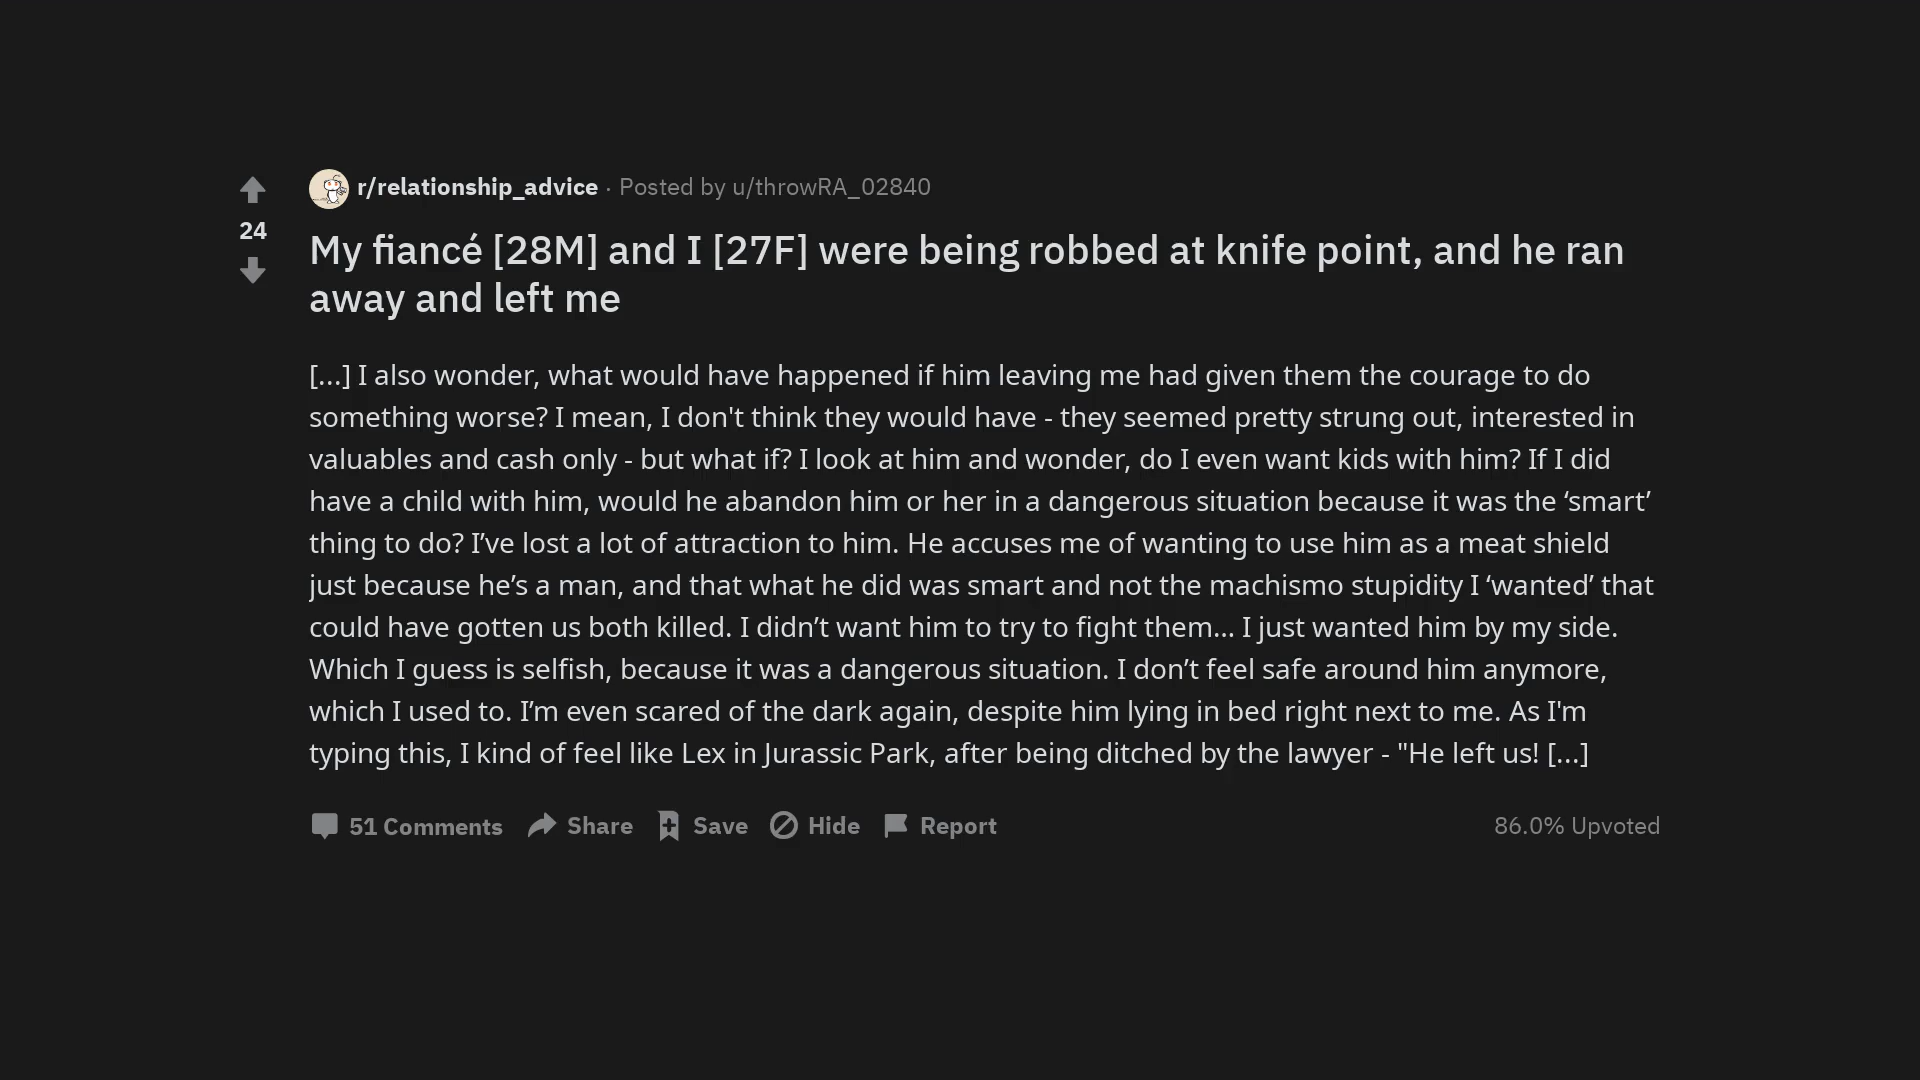 r/relationship_advice · Posted by u/throwRA_02840
24
My fiancé [28M] and I [27F] were being robbed at knife point, and he ran
away and left me
[...] I also wonder, what would have happened if him leaving me had given them the courage to do
something worse? I mean, I don't think they would have - they seemed pretty strung out, interested in
valuables and cash only - but what if? I look at him and wonder, do I even want kids with him? If I did
have a child with him, would he abandon him or her in a dangerous situation because it was the ‘smart’
thing to do? I’ve lost a lot of attraction to him. He accuses me of wanting to use him as a meat shield
just because he’s a man, and that what he did was smart and not the machismo stupidity I ‘wanted’ that
could have gotten us both killed. I didn’t want him to try to fight them... I just wanted him by my side.
Which I guess is selfish, because it was a dangerous situation. I don’t feel safe around him anymore,
which I used to. I’m even scared of the dark again, despite him lying in bed right next to me. As I'm
typing this, I kind of feel like Lex in Jurassic Park, after being ditched by the lawyer - "He left us! [...]
51 Comments Share Save Hide Report 86.0% Upvoted